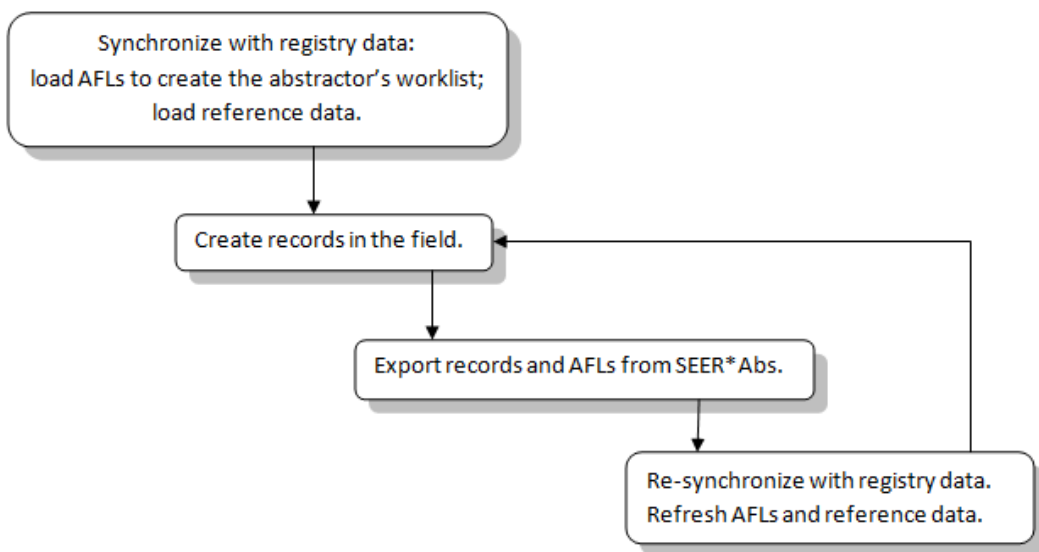 Synchronize with registry data:
load AFLs to create the abstractor’s worklist;
load reference data.
Create records in the field.
Export records and AFLs from SEER*Abs.
Re-synchronize with registry data.
Refresh AFLs and reference data.